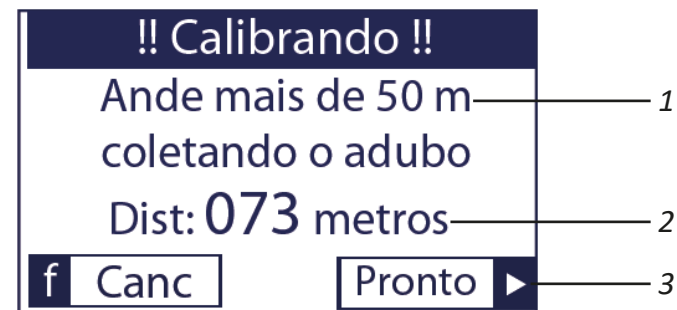 !! Calibrando !!
Ande mais de 50 m 1
coletando o adubo
Dist: 073 metros 2
f Canc Pronto 3